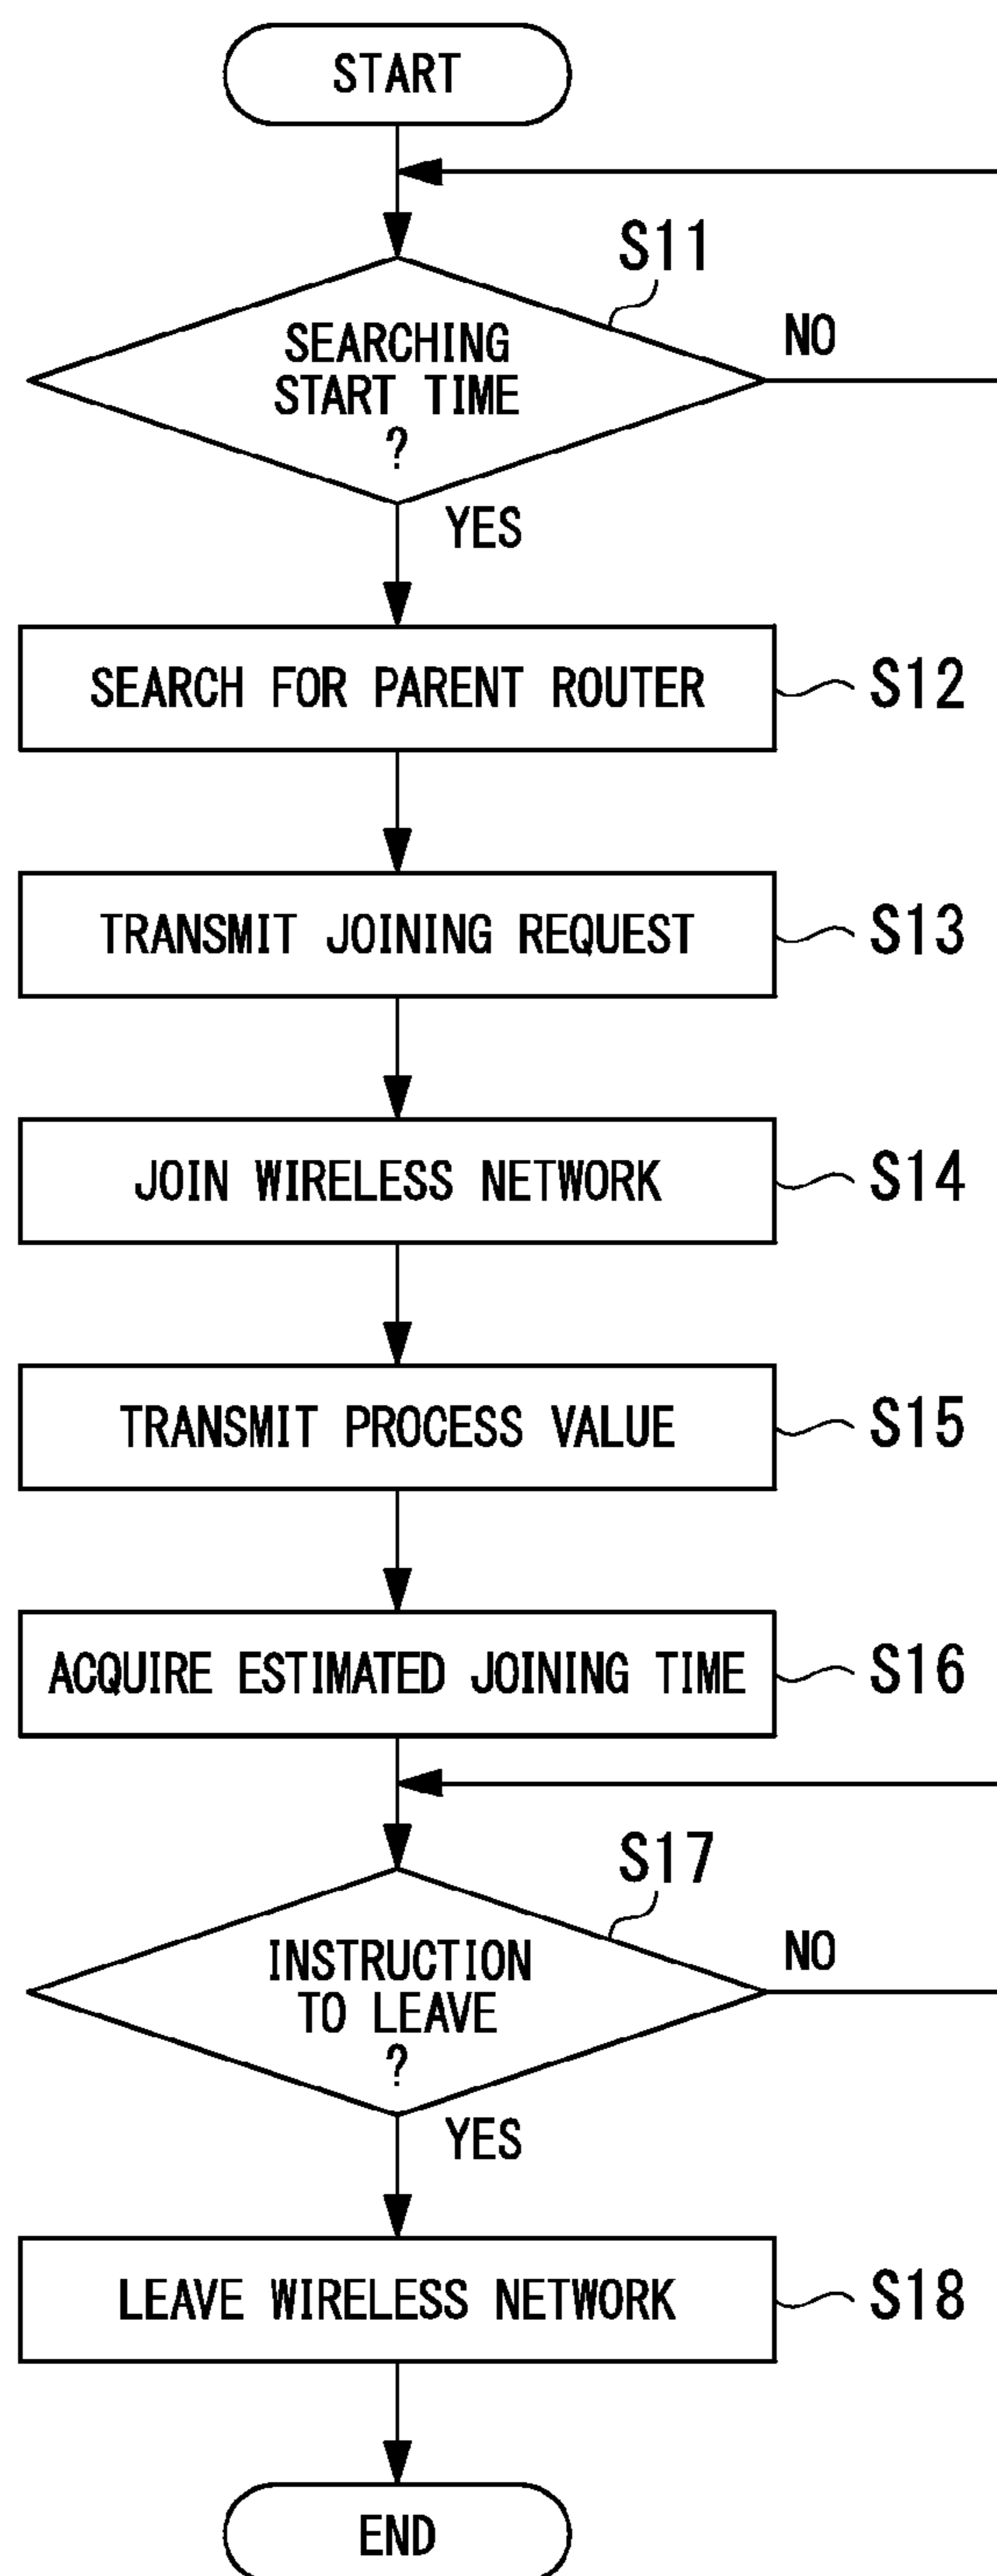 START
S11
SEARCHING
START TIME
?
NO
YES
SEARCH FOR PARENT ROUTER
S12
TRANSMIT JOINING REQUEST
S13
JOIN WIRELESS NETWORK
S14
TRANSMIT PROCESS VALUE
S15
ACQUIRE ESTIMATED JOINING TIME
S16
S17
INSTRUCTION
TO LEAVE
?
NO
YES
LEAVE WIRELESS NETWORK
S18
END